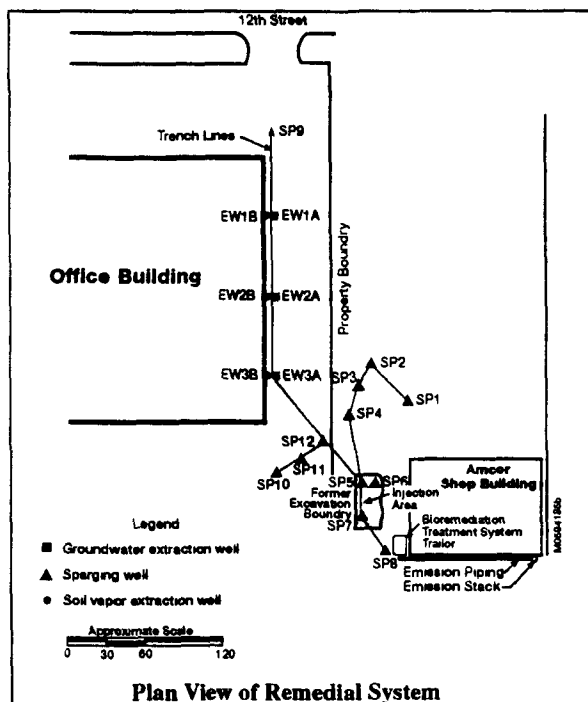 12th Street
SP9
Trench Lines
EW1B EW1A
Office Building
Property Boundry
EW2B EW2A
EW3B EW3A
SP2
SP3
SP1
SP4
SP12
SP11
SP10
SP5 SP6
Former
Excavation
Boundry
Injection
Area
SP7
SP8
Amcor
Shop Building
Bioremediation
Treatment System
Trailor
Emission Piping
Emission Stack
Legend
Groundwater extraction well
Sparging well
Soil vapor extraction well
Approximate Scale
0 30 60 120
Plan View of Remedial System